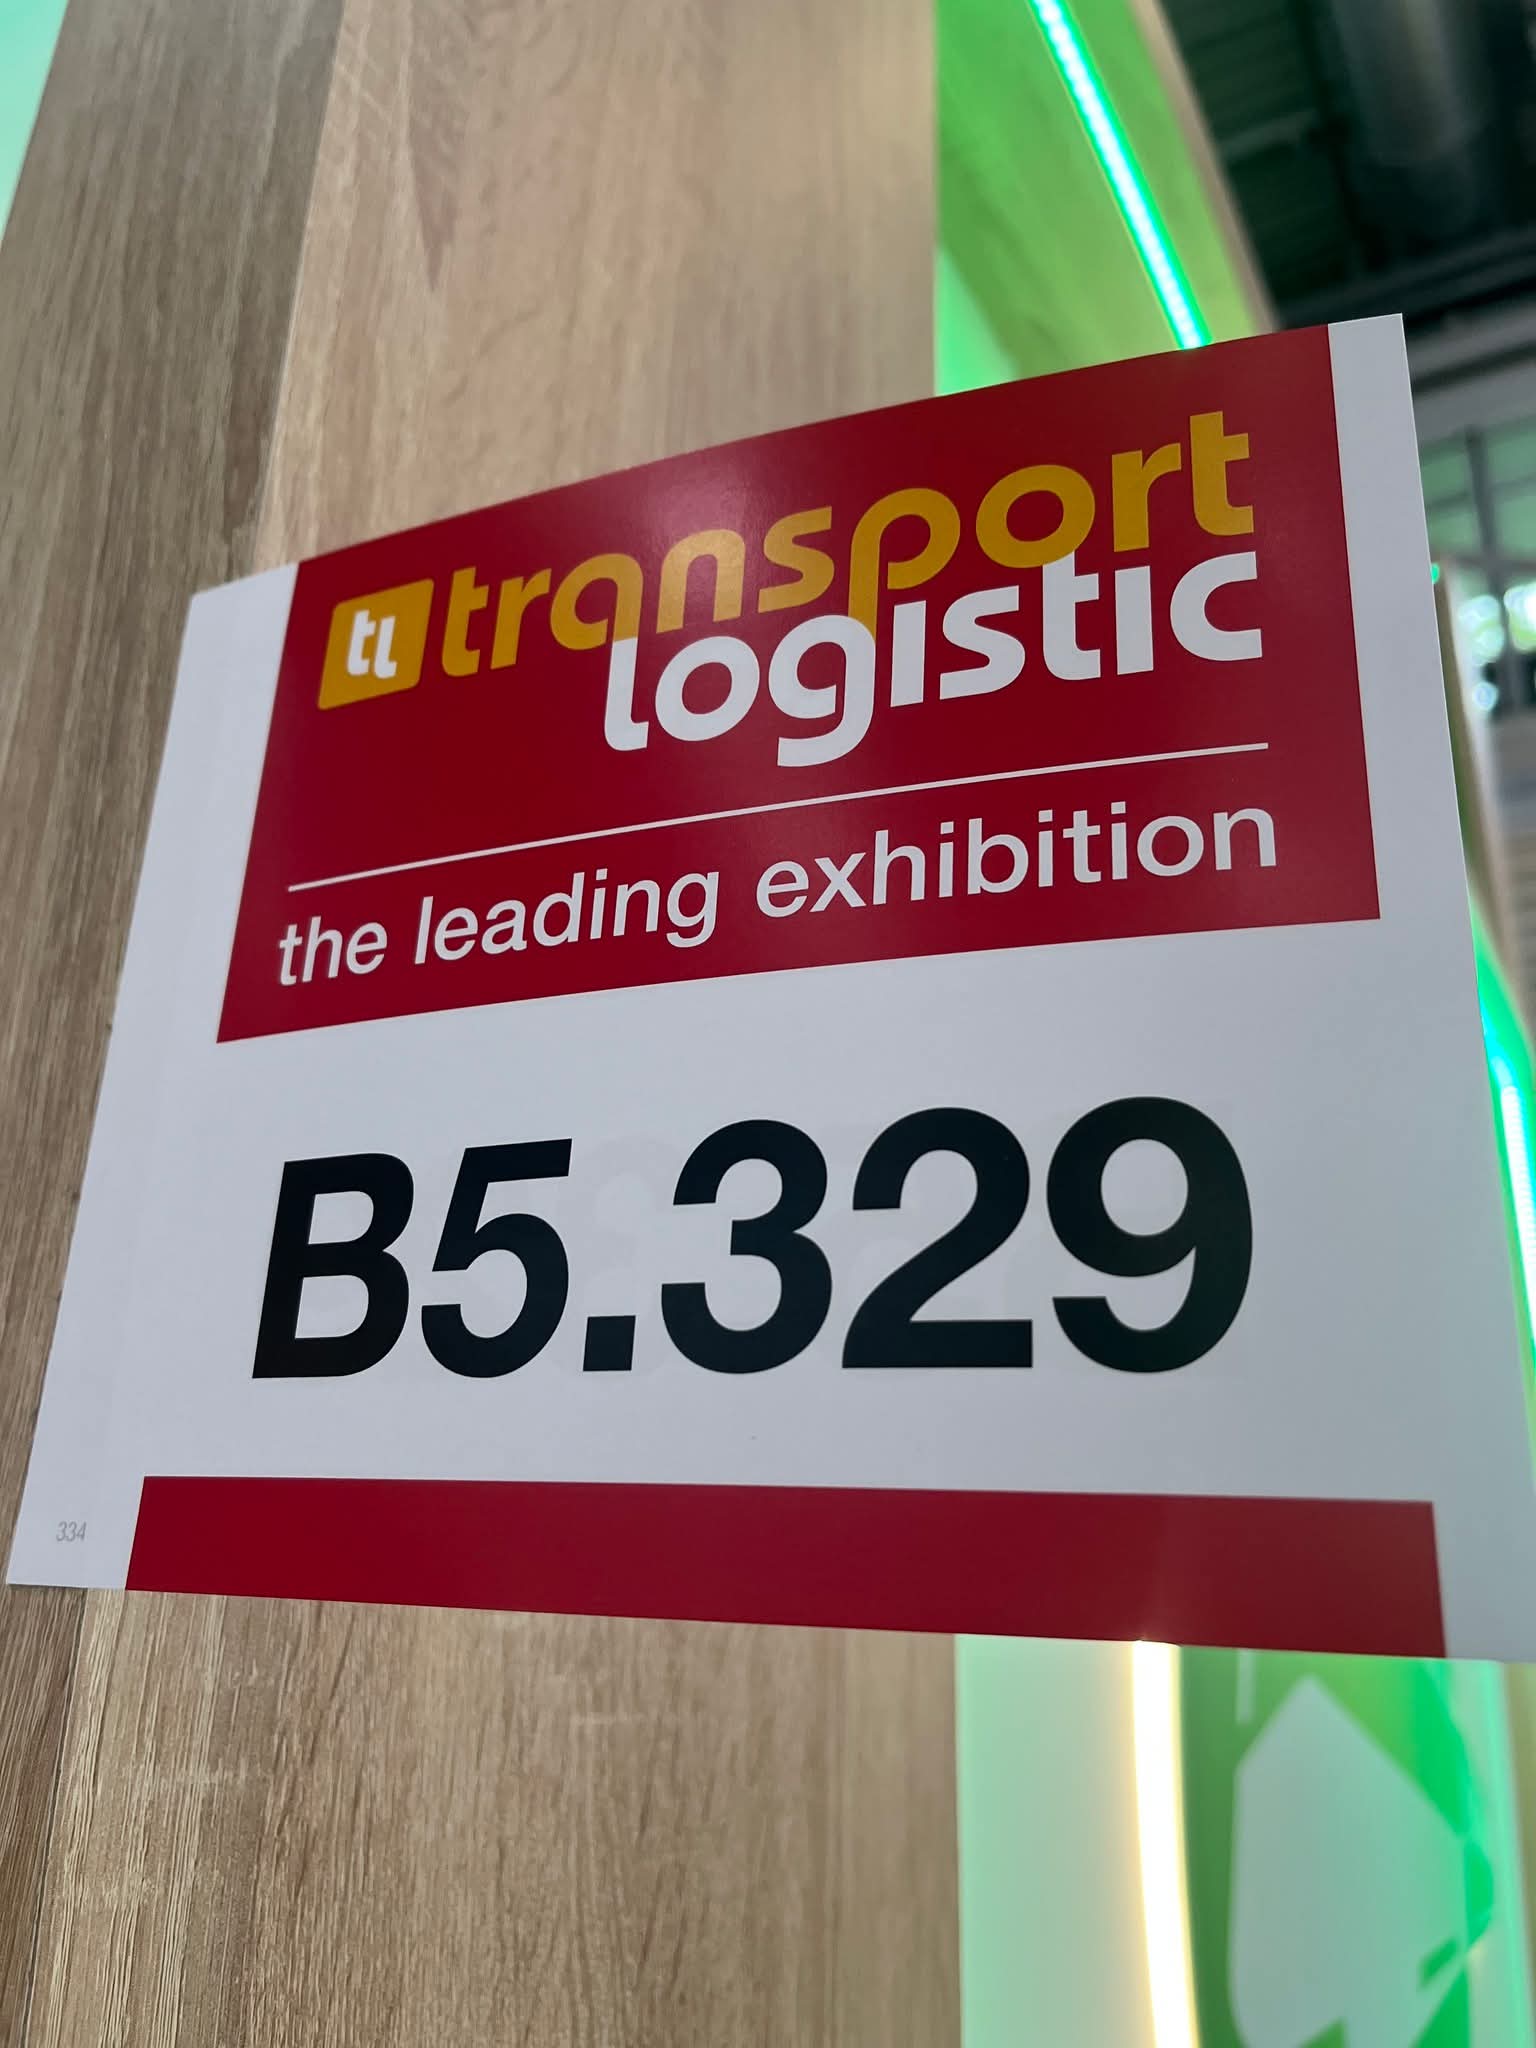 tl transport
logistic
the leading exhibition
B5.329
334